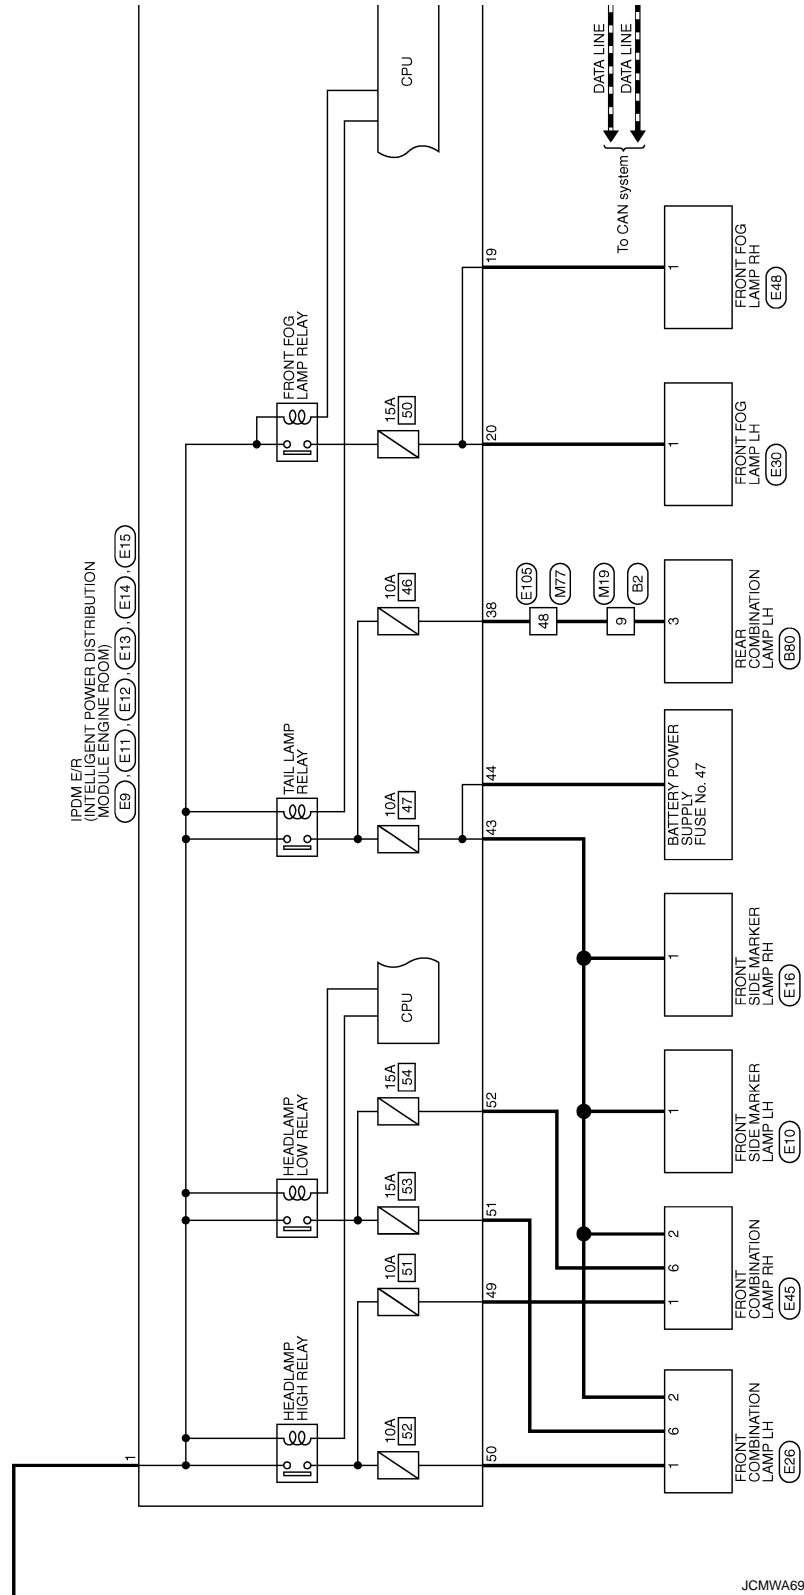 IPDM E/R
(INTELLIGENT POWER DISTRIBUTION
MODULE ENGINE ROOM)
E9 , E11 , E12 , E13 , E14 , E15
1
HEADLAMP
HIGH RELAY
HEADLAMP
LOW RELAY
TAIL LAMP
RELAY
FRONT FOG
LAMP RELAY
CPU
CPU
10A
52
10A
51
15A
53
15A
54
10A
47
10A
46
15A
50
50
49
51
52
43
44
38
20
19
48
E105
M77
9
M19
B2
DATA LINE
DATA LINE
To CAN system
1
6
2
FRONT
COMBINATION
LAMP LH
E26
1
6
2
FRONT
COMBINATION
LAMP RH
E45
1
FRONT
SIDE MARKER
LAMP LH
E10
1
FRONT
SIDE MARKER
LAMP RH
E16
BATTERY POWER
SUPPLY
FUSE No. 47
3
REAR
COMBINATION
LAMP LH
B80
1
FRONT FOG
LAMP LH
E30
1
FRONT FOG
LAMP RH
E48
JCMWA69